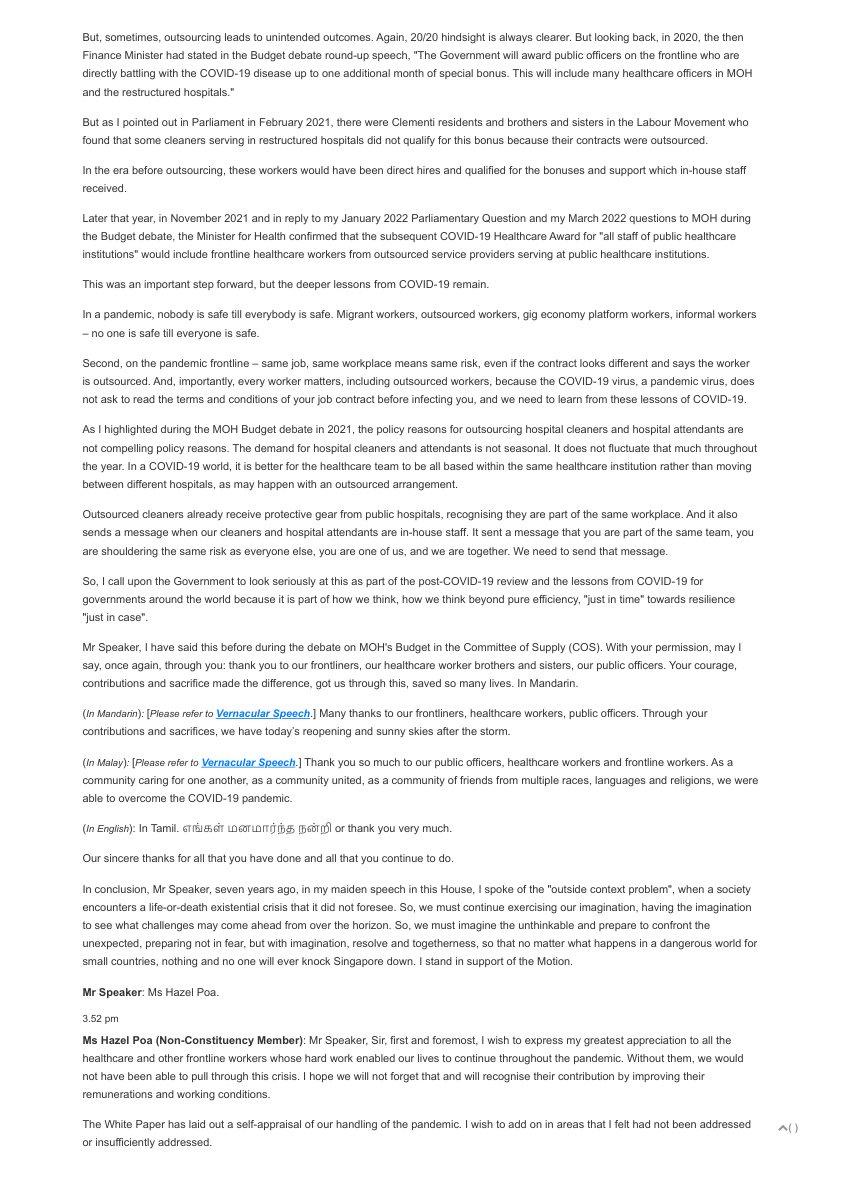 But, sometimes, outsourcing leads to unintended outcomes. Again, 20/20 hindsight is always clearer. But looking back, in 2020, the then
Finance Minister had stated in the Budget debate round-up speech, "The Government will award public officers on the frontline who are
directly battling with the COVID-19 disease up to one additional month of special bonus. This will include many healthcare officers in MOH
and the restructured hospitals."
But as I pointed out in Parliament in February 2021, there were Clementi residents and brothers and sisters in the Labour Movement who
found that some cleaners serving in restructured hospitals did not qualify for this bonus because their contracts were outsourced.
In the era before outsourcing, these workers would have been direct hires and qualified for the bonuses and support which in-house staff
received.
Later that year, in November 2021 and in reply to my January 2022 Parliamentary Question and my March 2022 questions to MOH during
the Budget debate, the Minister for Health confirmed that the subsequent COVID-19 Healthcare Award for "all staff of public healthcare
institutions" would include frontline healthcare workers from outsourced service providers serving at public healthcare institutions.
This was an important step forward, but the deeper lessons from COVID-19 remain.
In a pandemic, nobody is safe till everybody is safe. Migrant workers, outsourced workers, gig economy platform workers, informal workers
– no one is safe till everyone is safe.
Second, on the pandemic frontline – same job, same workplace means same risk, even if the contract looks different and says the worker
is outsourced. And, importantly, every worker matters, including outsourced workers, because the COVID-19 virus, a pandemic virus, does
not ask to read the terms and conditions of your job contract before infecting you, and we need to learn from these lessons of COVID-19.
As I highlighted during the MOH Budget debate in 2021, the policy reasons for outsourcing hospital cleaners and hospital attendants are
not compelling policy reasons. The demand for hospital cleaners and attendants is not seasonal. It does not fluctuate that much throughout
the year. In a COVID-19 world, it is better for the healthcare team to be all based within the same healthcare institution rather than moving
between different hospitals, as may happen with an outsourced arrangement.
Outsourced cleaners already receive protective gear from public hospitals, recognising they are part of the same workplace. And it also
sends a message when our cleaners and hospital attendants are in-house staff. It sent a message that you are part of the same team, you
are shouldering the same risk as everyone else, you are one of us, and we are together. We need to send that message.
So, I call upon the Government to look seriously at this as part of the post-COVID-19 review and the lessons from COVID-19 for
governments around the world because it is part of how we think, how we think beyond pure efficiency, "just in time" towards resilience
"just in case".
Mr Speaker, I have said this before during the debate on MOH's Budget in the Committee of Supply (COS). With your permission, may I
say, once again, through you: thank you to our frontliners, our healthcare worker brothers and sisters, our public officers. Your courage,
contributions and sacrifice made the difference, got us through this, saved so many lives. In Mandarin.
(In Mandarin): [Please refer to Vernacular Speech.] Many thanks to our frontliners, healthcare workers, public officers. Through your
contributions and sacrifices, we have today’s reopening and sunny skies after the storm.
(In Malay): [Please refer to Vernacular Speech.] Thank you so much to our public officers, healthcare workers and frontline workers. As a
community caring for one another, as a community united, as a community of friends from multiple races, languages and religions, we were
able to overcome the COVID-19 pandemic.
(In English): In Tamil. எங்கள் மனமார்ந்த நன்றி or thank you very much.
Our sincere thanks for all that you have done and all that you continue to do.
In conclusion, Mr Speaker, seven years ago, in my maiden speech in this House, I spoke of the "outside context problem", when a society
encounters a life-or-death existential crisis that it did not foresee. So, we must continue exercising our imagination, having the imagination
to see what challenges may come ahead from over the horizon. So, we must imagine the unthinkable and prepare to confront the
unexpected, preparing not in fear, but with imagination, resolve and togetherness, so that no matter what happens in a dangerous world for
small countries, nothing and no one will ever knock Singapore down. I stand in support of the Motion.
Mr Speaker: Ms Hazel Poa.
3.52 pm
Ms Hazel Poa (Non-Constituency Member): Mr Speaker, Sir, first and foremost, I wish to express my greatest appreciation to all the
healthcare and other frontline workers whose hard work enabled our lives to continue throughout the pandemic. Without them, we would
not have been able to pull through this crisis. I hope we will not forget that and will recognise their contribution by improving their
remunerations and working conditions.
The White Paper has laid out a self-appraisal of our handling of the pandemic. I wish to add on in areas that I felt had not been addressed
or insufficiently addressed.
( )